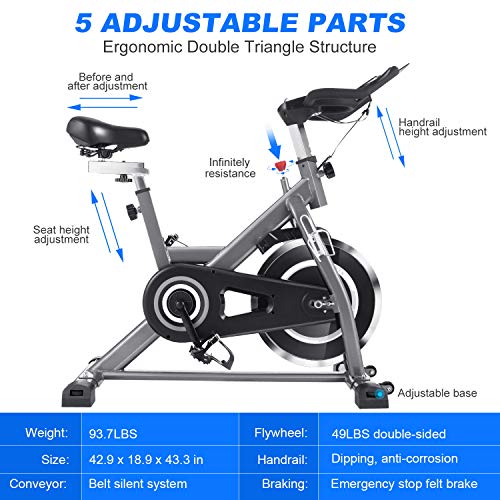 5 ADJUSTABLE PARTS
Ergonomic Double Triangle Structure
Before and
after adjustment
Handrail
height adjustment
Infinitely
resistance
Seat height
adjustment
Adjustable base
Weight: 93.7LBS Flywheel: 49LBS double-sided
Size: 42.9 x 18.9 x 43.3 in Handrail: Dipping, anti-corrosion
Conveyor: Belt silent system Braking: Emergency stop felt brake